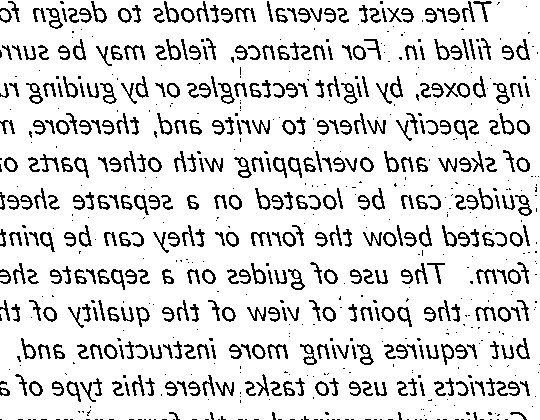 There exist several methods to design fo
be filled in. For instance, fields may be surro
ing boxes, by light rectangles or by guiding ru
ods specify where to write and, therefore, m
of skew and overlapping with other parts o
guides can be located on a separate sheet
located below the form or they can be print
form. The use of guides on a separate she
from the point of view of the quality of th
but requires giving more instructions and,
restricts its use to tasks where this type of a